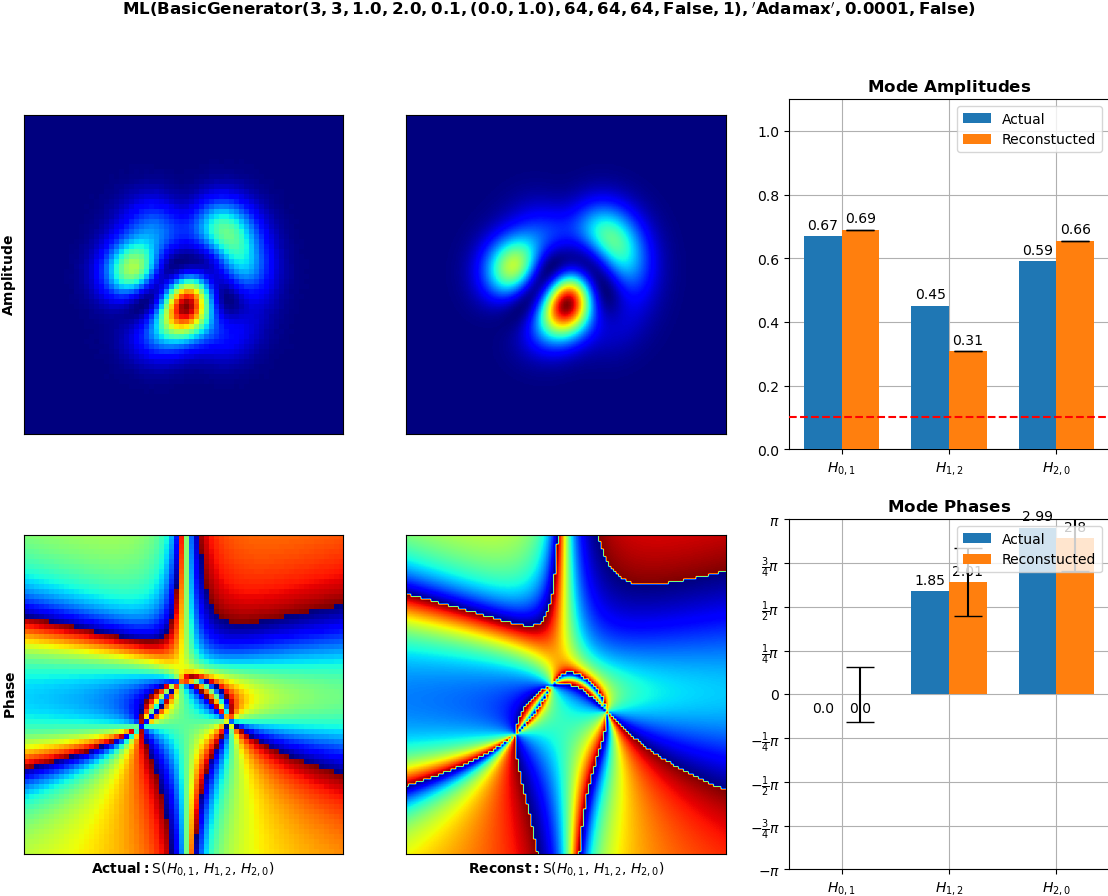 ML(BasicGenerator(3, 3, 1.0, 2.0, 0.1, (0.0, 1.0), 64, 64, 64, False, 1), 'Adamax', 0.0001, False)
Amplitude
Mode Amplitudes
Actual
Reconstucted
1.0
0.8
0.6
0.4
0.2
0.0
0.67
0.69
0.45
0.31
0.59
0.66
H0,1
H1,2
H2,0
Phase
Actual: S(H0,1, H1,2, H2,0)
Reconst: S(H0,1, H1,2, H2,0)
Mode Phases
Actual
Reconstucted
π
3/4π
1/2π
1/4π
0
−1/4π
−1/2π
−3/4π
−π
0.0
0.0
1.85
2.01
2.99
2.8
H0,1
H1,2
H2,0